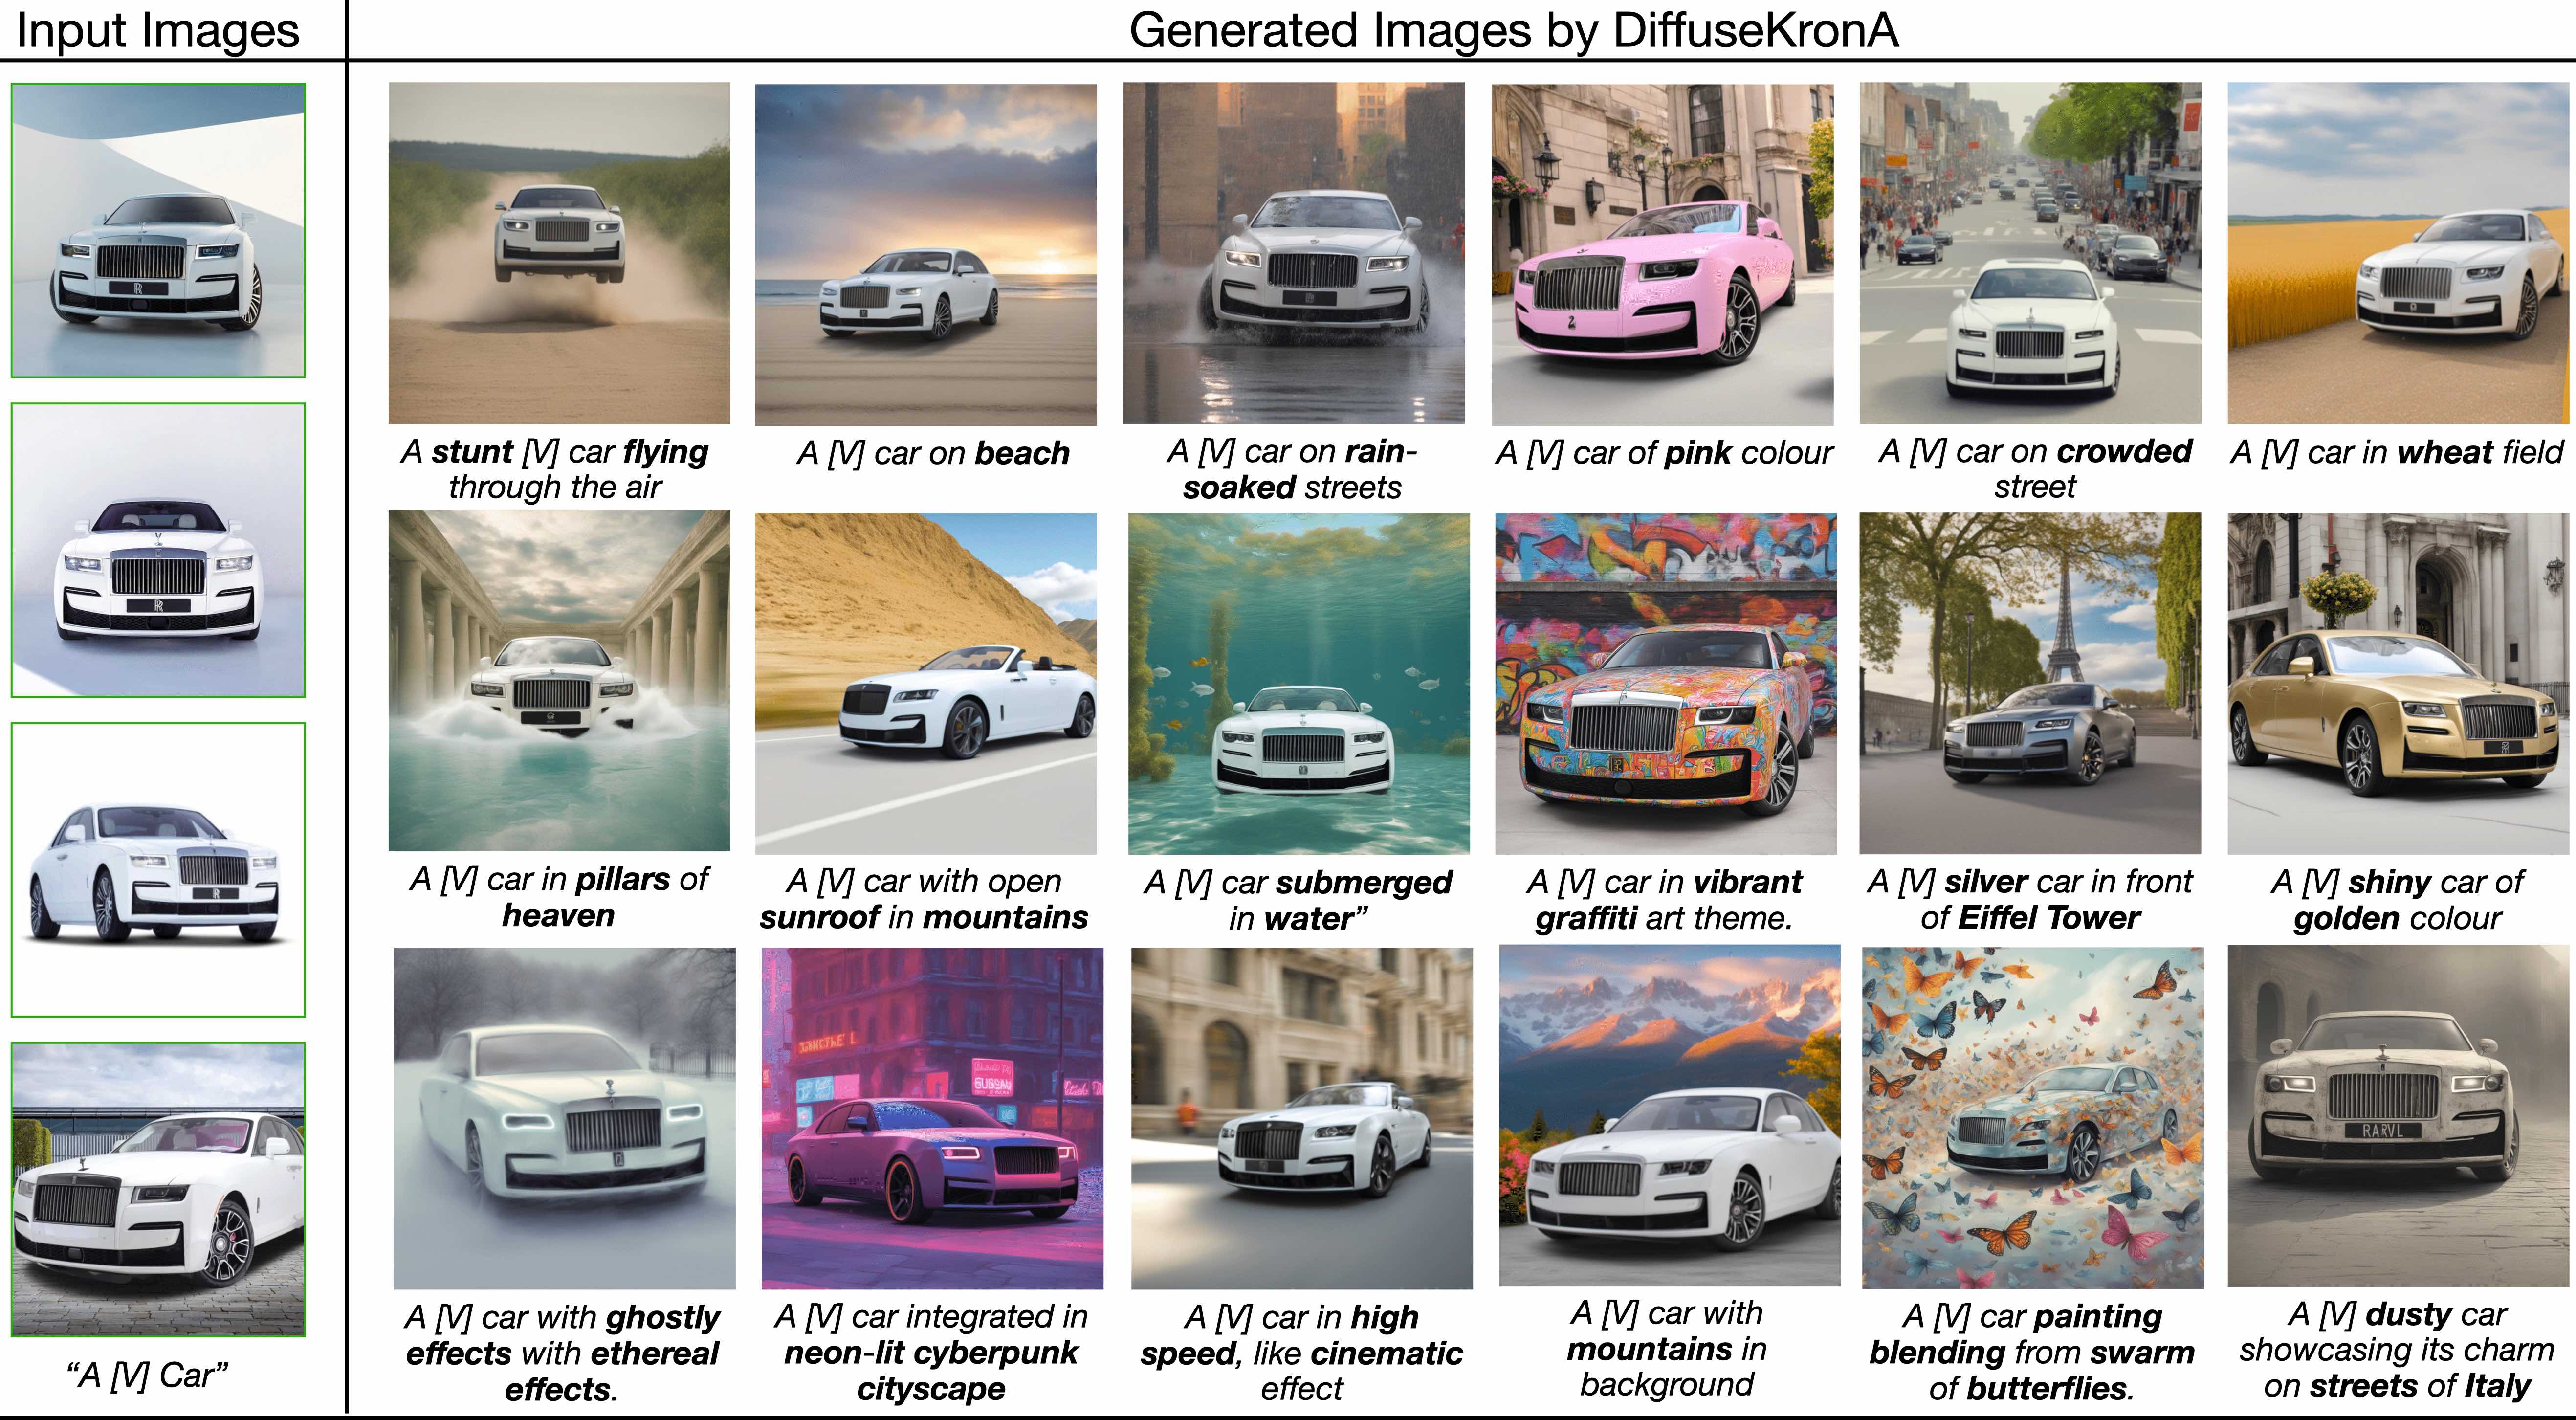 Input Images
Generated Images by DiffuseKronA
A stunt [V] car flying
through the air
A [V] car on beach
A [V] car on rain-
soaked streets
A [V] car of pink colour
A [V] car on crowded
street
A [V] car in wheat field
A [V] car in pillars of
heaven
A [V] car with open
sunroof in mountains
A [V] car submerged
in water”
A [V] car in vibrant
graffiti art theme.
A [V] silver car in front
of Eiffel Tower
A [V] shiny car of
golden colour
RARVL
A [V] car with ghostly
effects with ethereal
effects.
A [V] car integrated in
neon-lit cyberpunk
cityscape
A [V] car in high
speed, like cinematic
effect
A [V] car with
mountains in
background
A [V] car painting
blending from swarm
of butterflies.
A [V] dusty car
showcasing its charm
on streets of Italy
“A [V] Car”